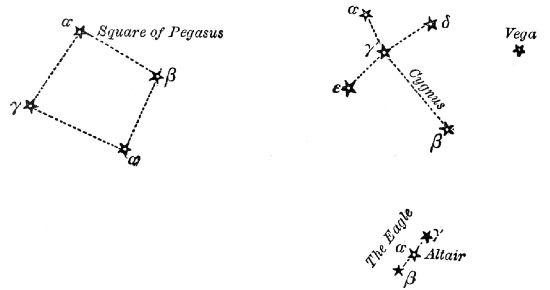 α Square of Pegasus
β
γ
α
α
δ
γ
ε
Cygnus
β
Vega
The Eagle
γ
α Altair
β